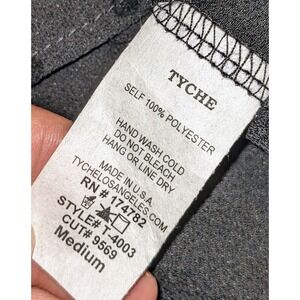 TYCHE
SELF 100% POLYESTER
HAND WASH COLD
DO NOT BLEACH
HANG OR LINE DRY
MADE IN U.S.A.
TYCHELOSANGELES.COM
RN# 174782
STYLE# T-4003
CUT# 9569
Medium